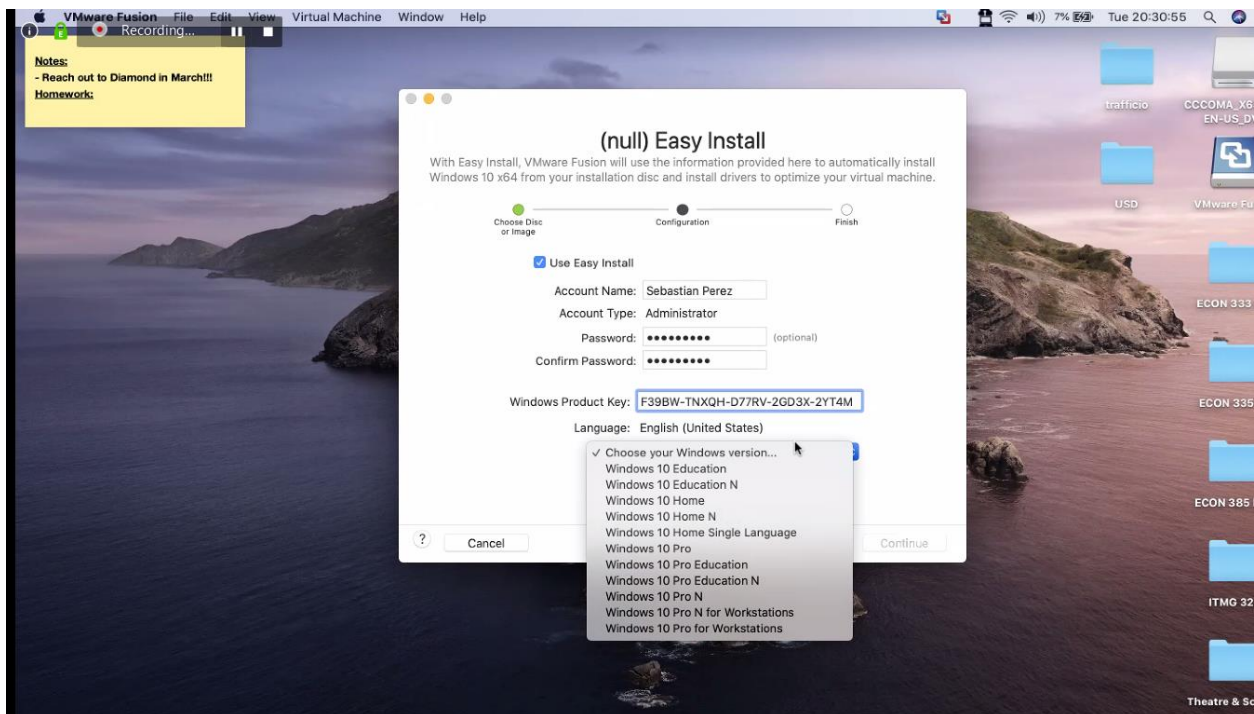 VMware Fusion File Edit View Virtual Machine Window Help
7% Tue 20:30:55
Recording...
Notes:
- Reach out to Diamond in March!!!
Homework:
(null) Easy Install
With Easy Install, VMware Fusion will use the information provided here to automatically install
Windows 10 x64 from your installation disc and install drivers to optimize your virtual machine.
Choose Disc
or Image
Configuration
Finish
Use Easy Install
Account Name: Sebastian Perez
Account Type: Administrator
Password: ●●●●●●●●● (optional)
Confirm Password: ●●●●●●●●●
Windows Product Key: F39BW-TNXQH-D77RV-2GD3X-2YT4M
Language: English (United States)
✓ Choose your Windows version...
Windows 10 Education
Windows 10 Education N
Windows 10 Home
Windows 10 Home N
Windows 10 Home Single Language
Windows 10 Pro
Windows 10 Pro Education
Windows 10 Pro Education N
Windows 10 Pro N
Windows 10 Pro N for Workstations
Windows 10 Pro for Workstations
? Cancel
Continue
trafficio
CCCOMA_X6
EN-US_DV
USD
VMware Fu
ECON 333
ECON 335
ECON 385
ITMG 32
Theatre & So